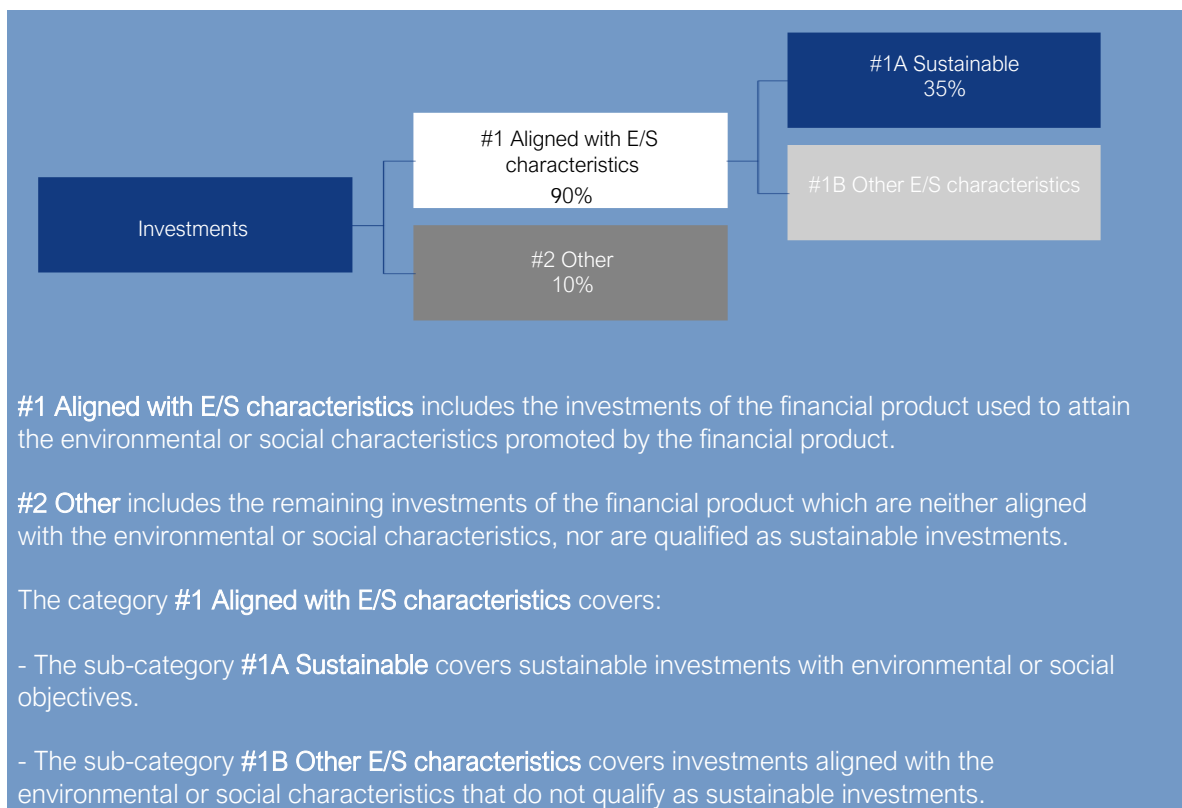 #1A Sustainable
35%
#1 Aligned with E/S
characteristics
90%
#1B Other E/S characteristics
Investments
#2 Other
10%
#1 Aligned with E/S characteristics includes the investments of the financial product used to attain
the environmental or social characteristics promoted by the financial product.
#2 Other includes the remaining investments of the financial product which are neither aligned
with the environmental or social characteristics, nor are qualified as sustainable investments.
The category #1 Aligned with E/S characteristics covers:
- The sub-category #1A Sustainable covers sustainable investments with environmental or social
objectives.
- The sub-category #1B Other E/S characteristics covers investments aligned with the
environmental or social characteristics that do not qualify as sustainable investments.